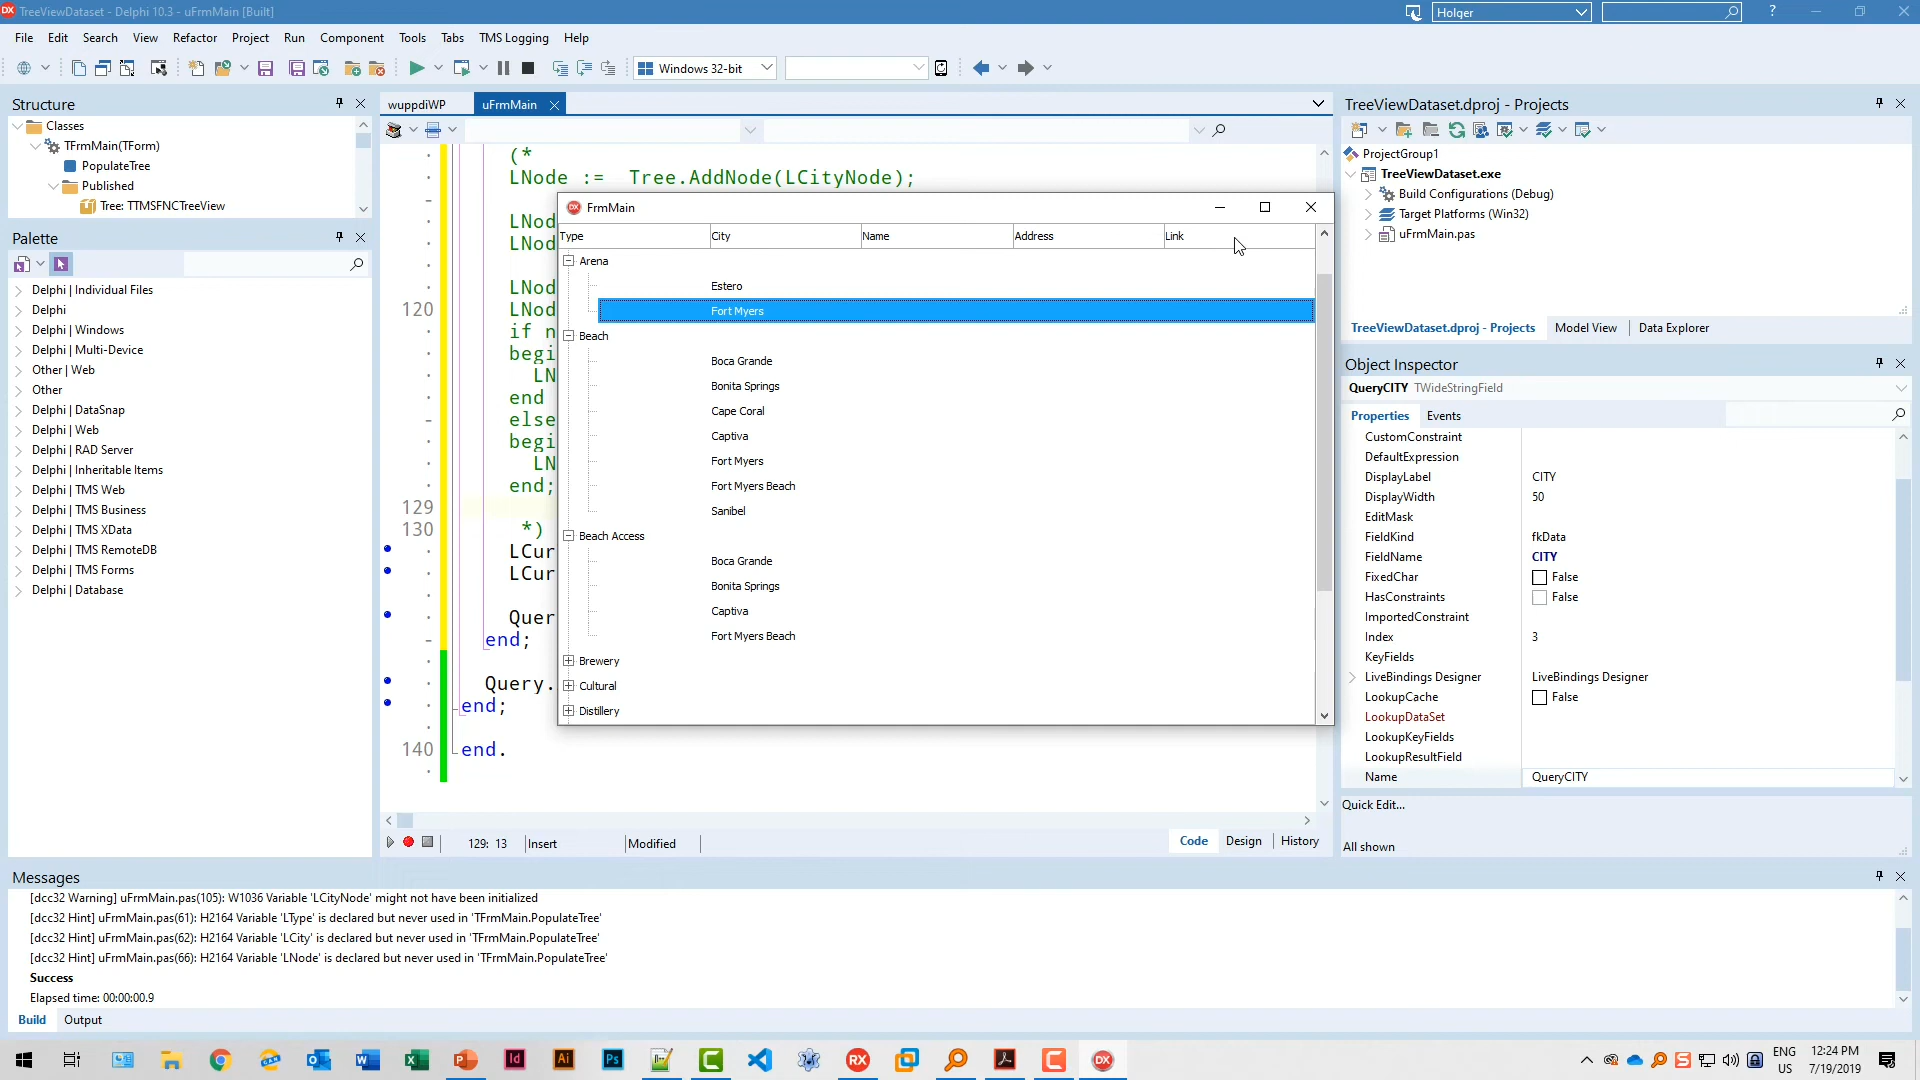 TreeViewDataset - Delphi 10.3 - uFrmMain [Built]
Holger
?
File Edit Search View Refactor Project Run Component Tools Tabs TMS Logging Help
Windows 32-bit
Structure
Classes
TFrmMain(TForm)
PopulateTree
Published
Tree: TTMSFNCTreeView
Palette
Delphi | Individual Files
Delphi
Delphi | Windows
Delphi | Multi-Device
Other | Web
Other
Delphi | DataSnap
Delphi | Web
Delphi | RAD Server
Delphi | Inheritable Items
Delphi | TMS Web
Delphi | TMS Business
Delphi | TMS XData
Delphi | TMS RemoteDB
Delphi | TMS Forms
Delphi | Database
wuppdiWP uFrmMain
(*
LNode := Tree.AddNode(LCityNode);
LNod
LNod
LNod
120 LNod
if n
begi
LN
end
else
begi
LN
end;
129
130 *)
LCur
LCur
Quer
end;
Query.
end;
140 end.
129: 13 Insert Modified
Code Design History
FrmMain
Type City Name Address Link
Arena
Estero
Fort Myers
Beach
Boca Grande
Bonita Springs
Cape Coral
Captiva
Fort Myers
Fort Myers Beach
Sanibel
Beach Access
Boca Grande
Bonita Springs
Captiva
Fort Myers Beach
Brewery
Cultural
Distillery
TreeViewDataset.dproj - Projects
ProjectGroup1
TreeViewDataset.exe
Build Configurations (Debug)
Target Platforms (Win32)
uFrmMain.pas
TreeViewDataset.dproj - Projects Model View Data Explorer
Object Inspector
QueryCITY TWideStringField
Properties Events
CustomConstraint
DefaultExpression
DisplayLabel CITY
DisplayWidth 50
EditMask
FieldKind fkData
FieldName CITY
FixedChar False
HasConstraints False
ImportedConstraint
Index 3
KeyFields
LiveBindings Designer LiveBindings Designer
LookupCache False
LookupDataSet
LookupKeyFields
LookupResultField
Name QueryCITY
Quick Edit...
All shown
Messages
[dcc32 Warning] uFrmMain.pas(105): W1036 Variable 'LCityNode' might not have been initialized
[dcc32 Hint] uFrmMain.pas(61): H2164 Variable 'LType' is declared but never used in 'TFrmMain.PopulateTree'
[dcc32 Hint] uFrmMain.pas(62): H2164 Variable 'LCity' is declared but never used in 'TFrmMain.PopulateTree'
[dcc32 Hint] uFrmMain.pas(66): H2164 Variable 'LNode' is declared but never used in 'TFrmMain.PopulateTree'
Success
Elapsed time: 00:00:00.9
Build Output
ENG
US
12:24 PM
7/19/2019